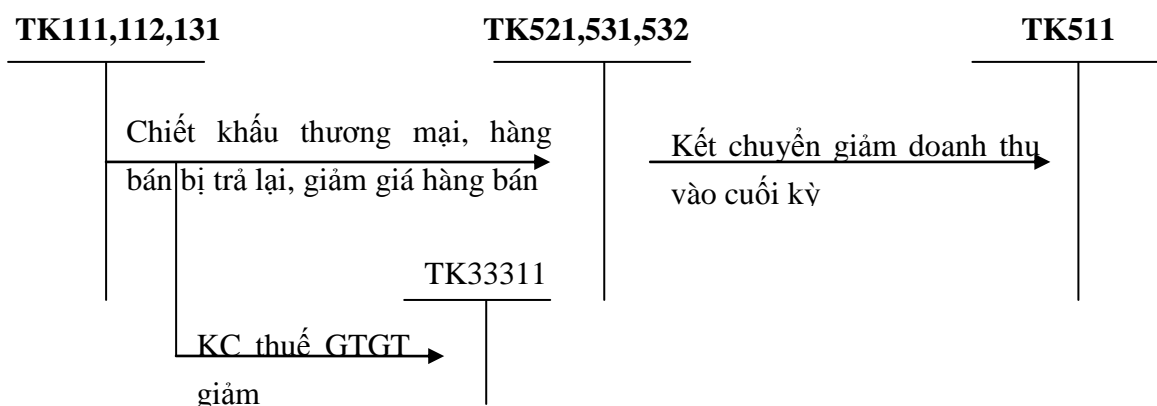 TK111,112,131 TK521,531,532 TK511
Chiết khấu thương mại, hàng
bán bị trả lại, giảm giá hàng bán
Kết chuyển giảm doanh thu
vào cuối kỳ
TK33311
KC thuế GTGT
giảm